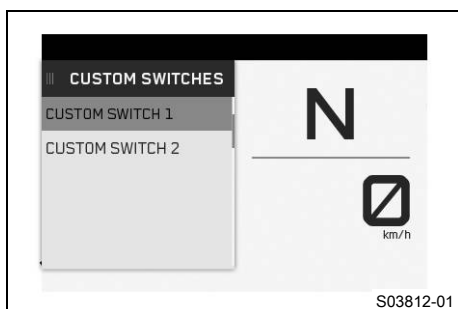 CUSTOM SWITCHES
CUSTOM SWITCH 1
CUSTOM SWITCH 2
N
0
km/h
S03812-01